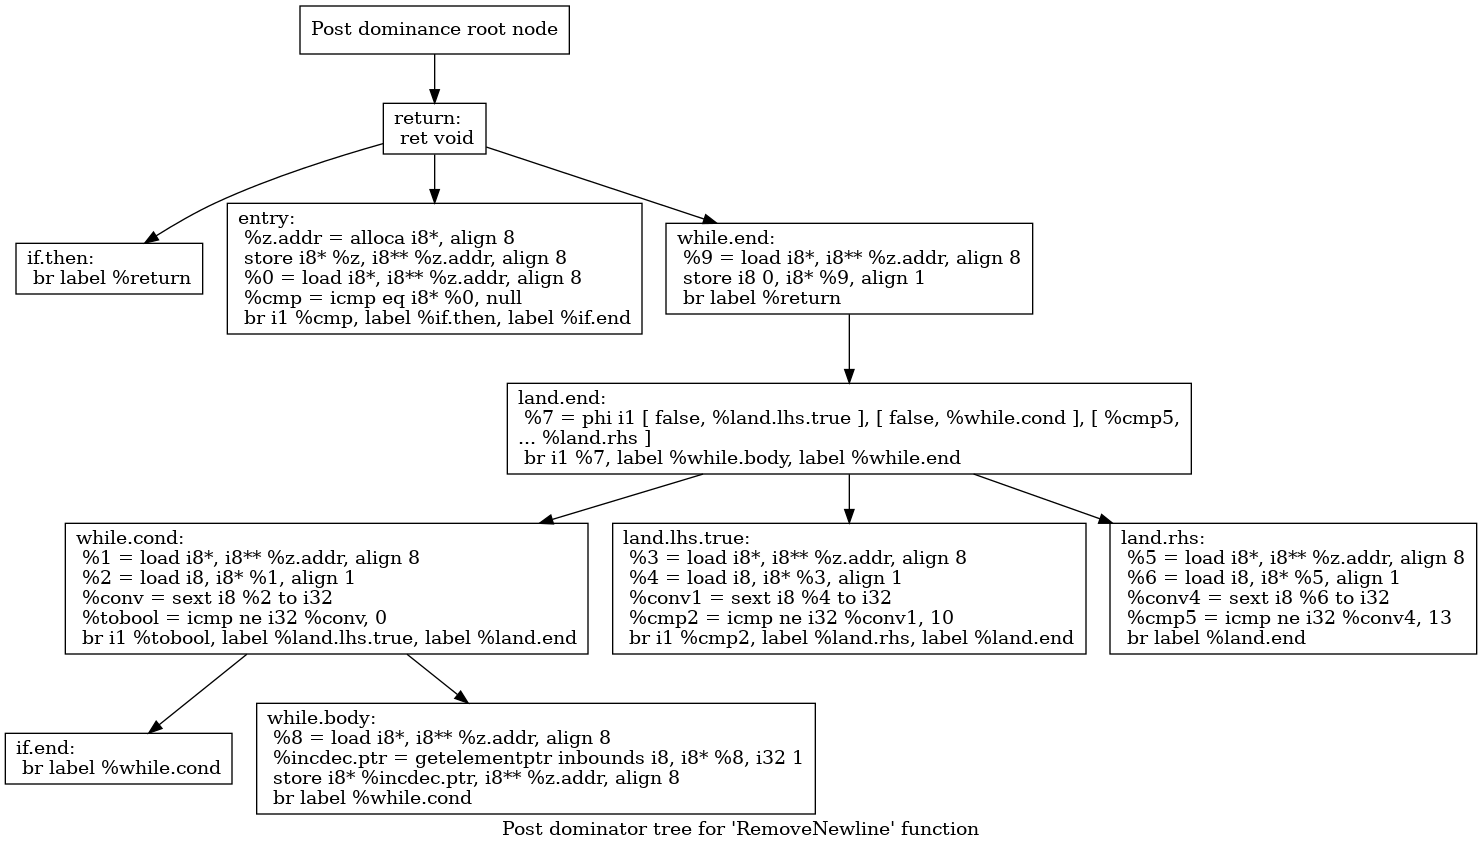 Post dominance root node
return:
ret void
if.then:
br label %return
entry:
%z.addr = alloca i8*, align 8
store i8* %z, i8** %z.addr, align 8
%0 = load i8*, i8** %z.addr, align 8
%cmp = icmp eq i8* %0, null
br i1 %cmp, label %if.then, label %if.end
while.end:
%9 = load i8*, i8** %z.addr, align 8
store i8 0, i8* %9, align 1
br label %return
land.end:
%7 = phi i1 [ false, %land.lhs.true ], [ false, %while.cond ], [ %cmp5,
... %land.rhs ]
br i1 %7, label %while.body, label %while.end
while.cond:
%1 = load i8*, i8** %z.addr, align 8
%2 = load i8, i8* %1, align 1
%conv = sext i8 %2 to i32
%tobool = icmp ne i32 %conv, 0
br i1 %tobool, label %land.lhs.true, label %land.end
land.lhs.true:
%3 = load i8*, i8** %z.addr, align 8
%4 = load i8, i8* %3, align 1
%conv1 = sext i8 %4 to i32
%cmp2 = icmp ne i32 %conv1, 10
br i1 %cmp2, label %land.rhs, label %land.end
land.rhs:
%5 = load i8*, i8** %z.addr, align 8
%6 = load i8, i8* %5, align 1
%conv4 = sext i8 %6 to i32
%cmp5 = icmp ne i32 %conv4, 13
br label %land.end
if.end:
br label %while.cond
while.body:
%8 = load i8*, i8** %z.addr, align 8
%incdec.ptr = getelementptr inbounds i8, i8* %8, i32 1
store i8* %incdec.ptr, i8** %z.addr, align 8
br label %while.cond
Post dominator tree for 'RemoveNewline' function